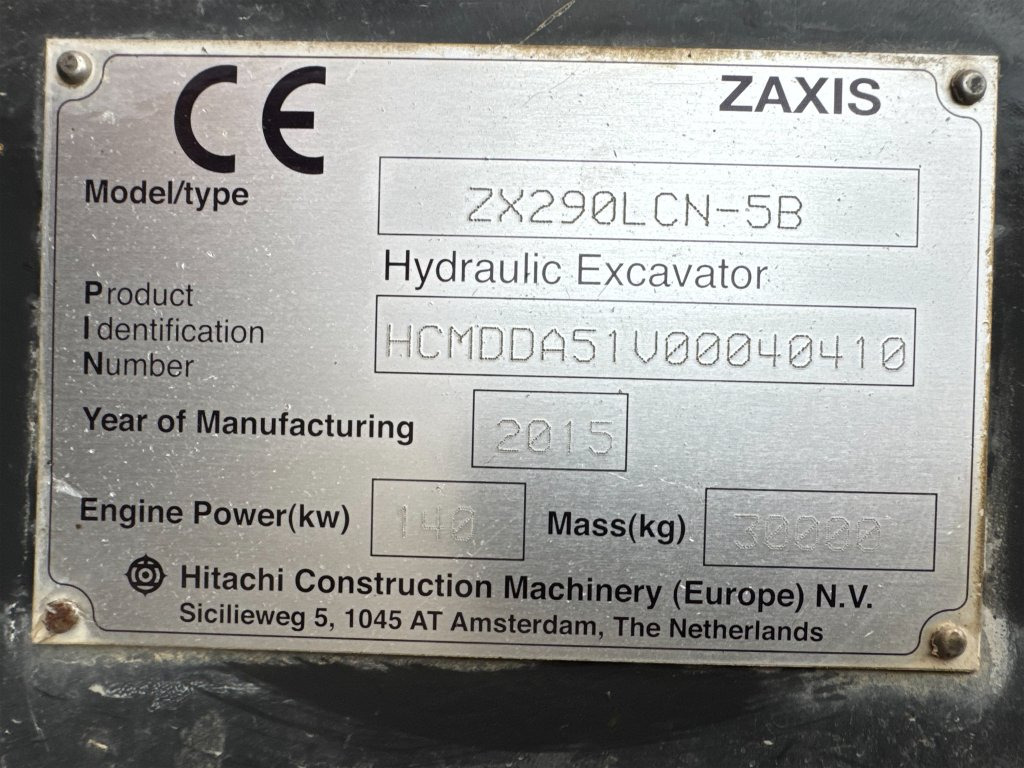 CE
ZAXIS
Model/type
ZX290LCN-5B
Hydraulic Excavator
Product
Identification
Number
HCMDDA51V00040410
Year of Manufacturing
2015
Engine Power(kw)
140
Mass(kg)
30000
Hitachi Construction Machinery (Europe) N.V.
Sicilieweg 5, 1045 AT Amsterdam, The Netherlands